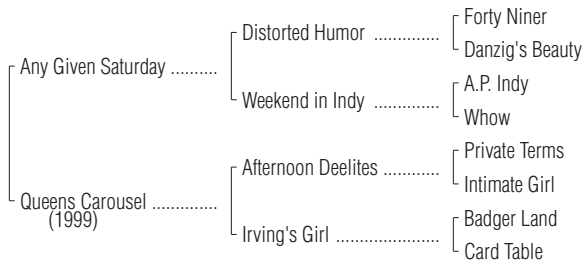 Forty Niner
Distorted Humor ..............
Danzig's Beauty
Any Given Saturday ..........
A.P. Indy
Weekend in Indy ..............
Whow
Private Terms
Afternoon Deelites ............
Intimate Girl
Queens Carousel ..............
(1999)
Badger Land
Irving's Girl ......................
Card Table